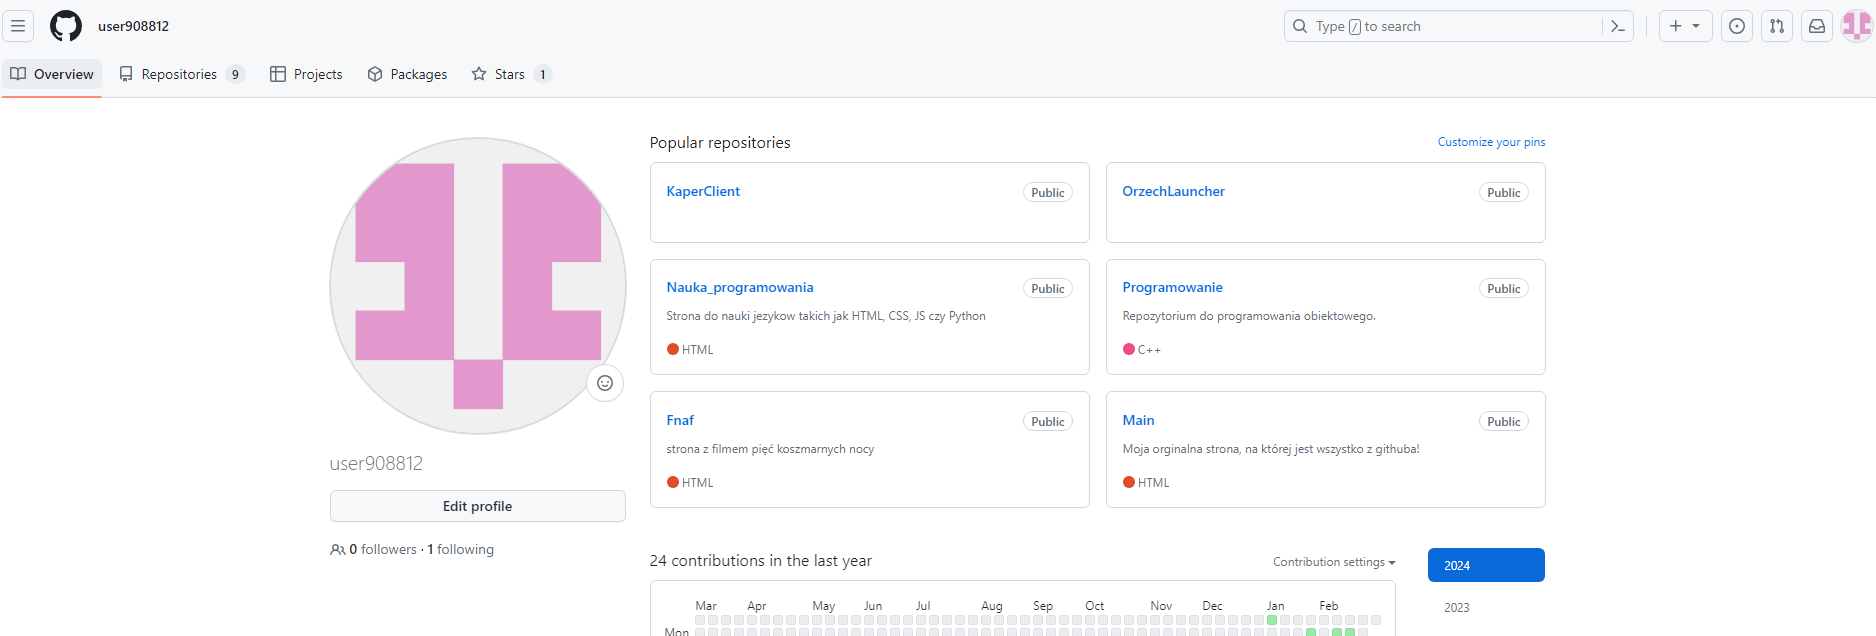 user908812
Type / to search
Overview
Repositories 9
Projects
Packages
Stars 1
Popular repositories
Customize your pins
KaperClient
Public
OrzechLauncher
Public
Nauka_programowania
Public
Strona do nauki jezykow takich jak HTML, CSS, JS czy Python
HTML
Programowanie
Public
Repozytorium do programowania obiektowego.
C++
Fnaf
Public
strona z filmem pięć koszmarnych nocy
HTML
Main
Public
Moja orginalna strona, na której jest wszystko z githuba!
HTML
user908812
Edit profile
0 followers · 1 following
24 contributions in the last year
Contribution settings
2024
2023
Mar Apr May Jun Jul Aug Sep Oct Nov Dec Jan Feb
Mon